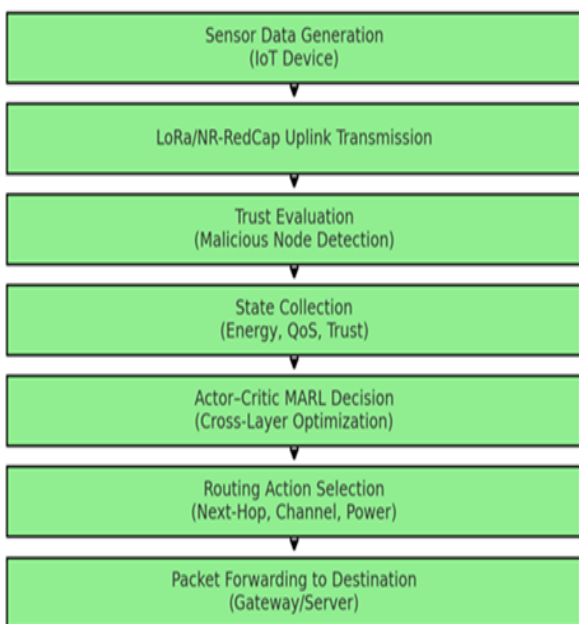 Sensor Data Generation
(IoT Device)
LoRa/NR-RedCap Uplink Transmission
Trust Evaluation
(Malicious Node Detection)
State Collection
(Energy, QoS, Trust)
Actor–Critic MARL Decision
(Cross-Layer Optimization)
Routing Action Selection
(Next-Hop, Channel, Power)
Packet Forwarding to Destination
(Gateway/Server)